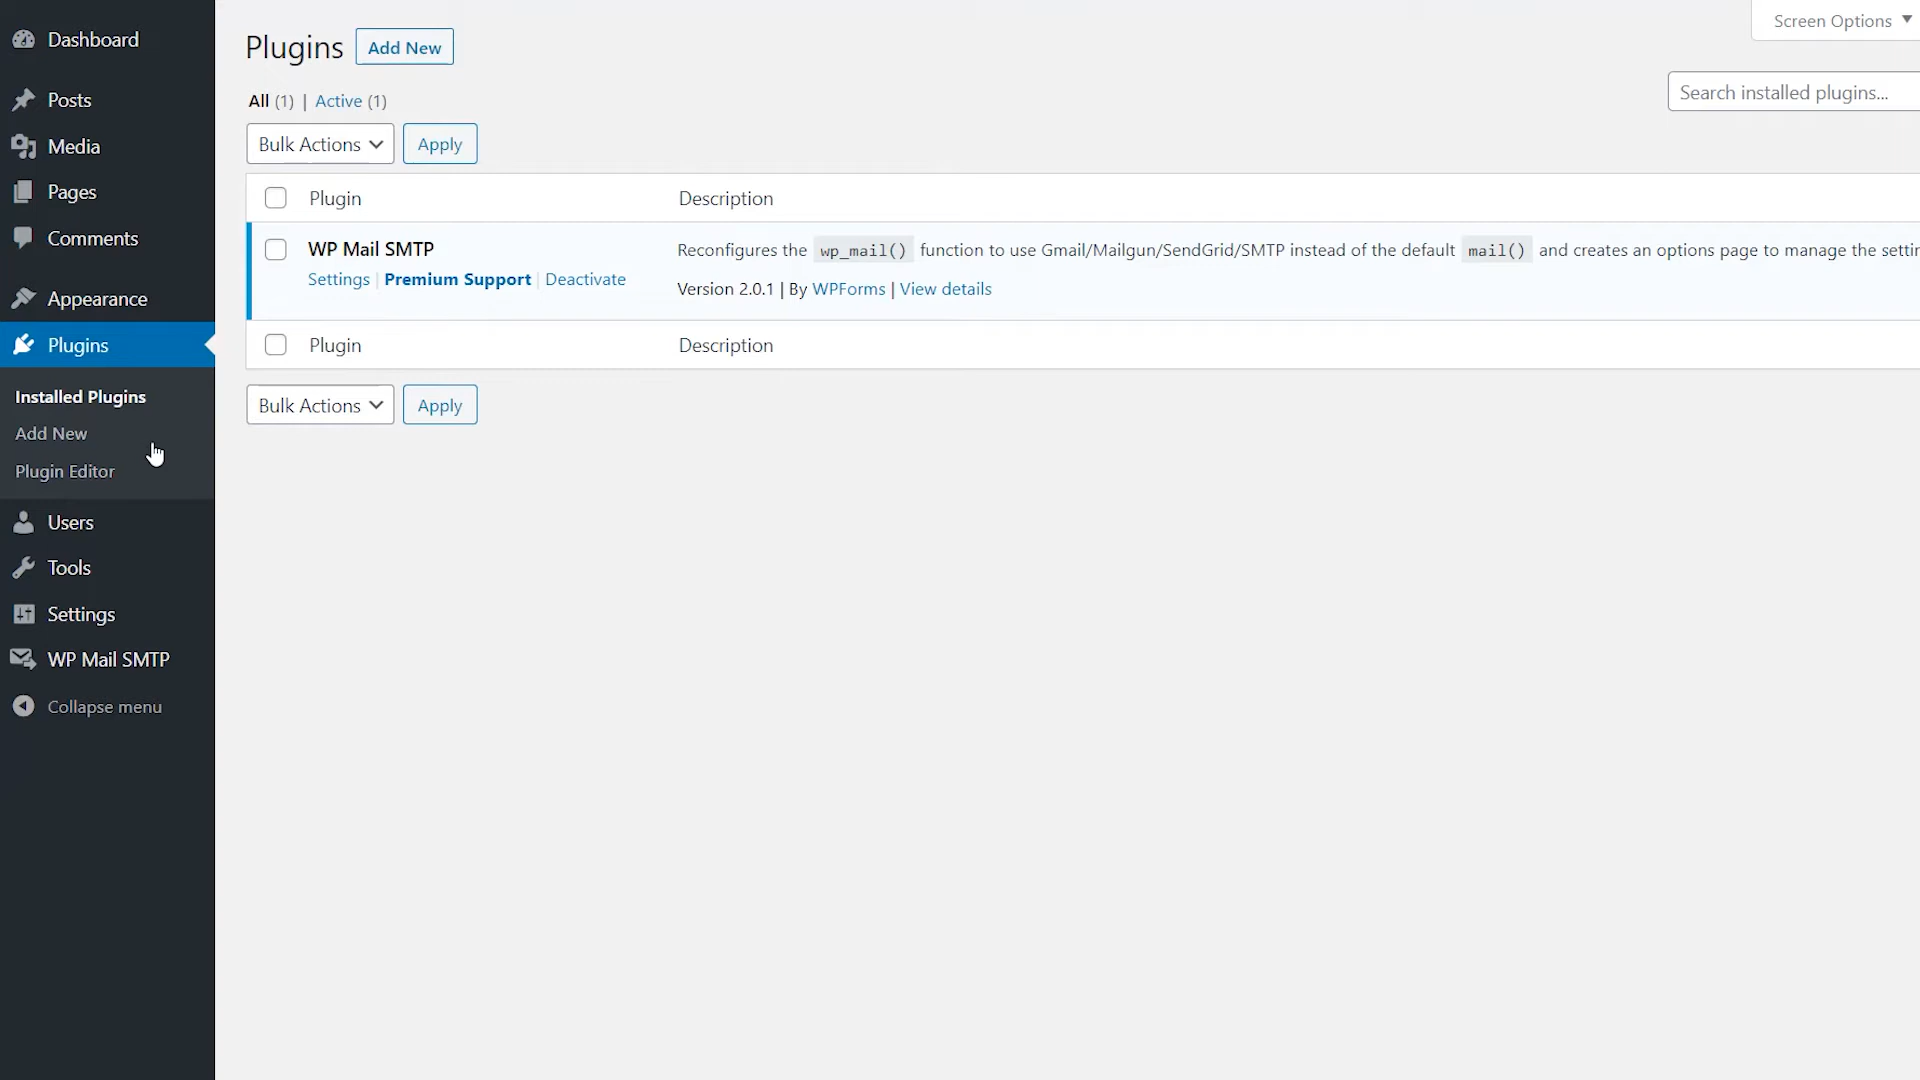 Dashboard
Posts
Media
Pages
Comments
Appearance
Plugins
Installed Plugins
Add New
Plugin Editor
Users
Tools
Settings
WP Mail SMTP
Collapse menu
Screen Options
Plugins Add New
All (1) | Active (1)
Search installed plugins...
Bulk Actions Apply
Plugin Description
WP Mail SMTP
Settings | Premium Support | Deactivate
Reconfigures the wp_mail() function to use Gmail/Mailgun/SendGrid/SMTP instead of the default mail() and creates an options page to manage the
Version 2.0.1 | By WPForms | View details
Plugin Description
Bulk Actions Apply